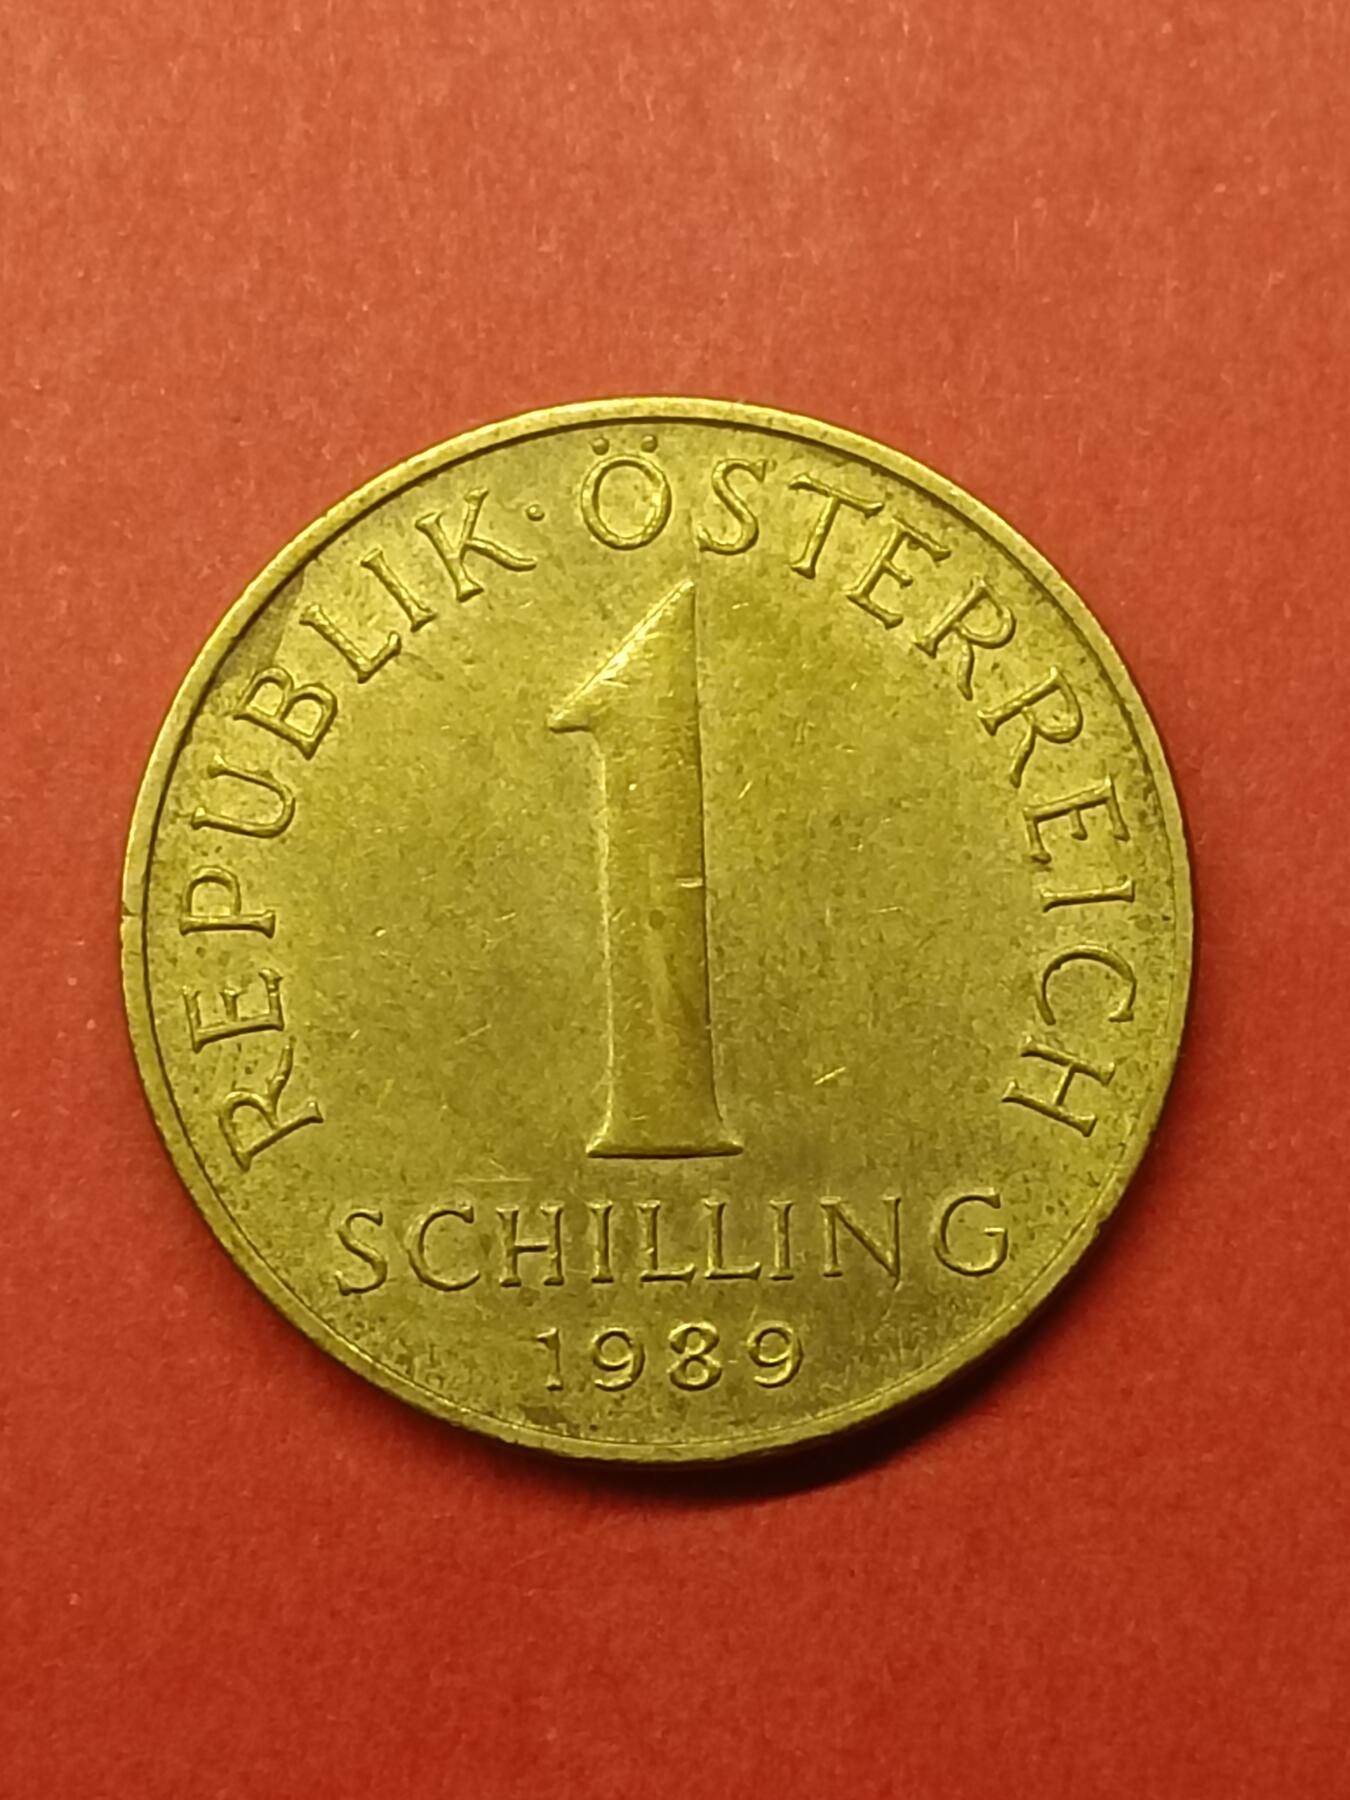 REPUBLIK · ÖSTERREICH
1
SCHILLING
1989